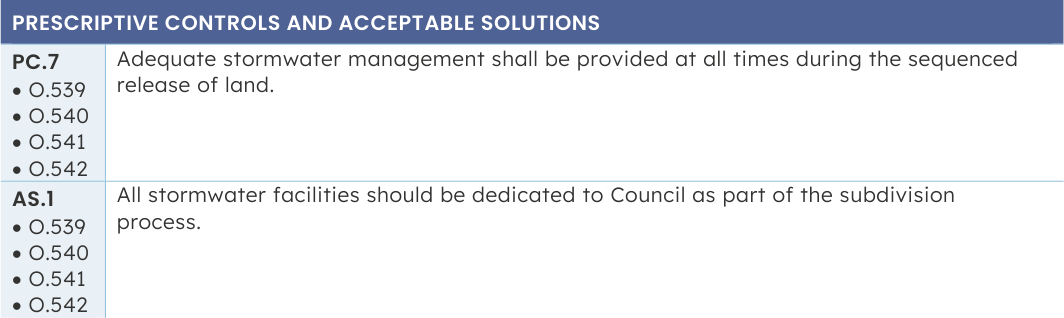 PRESCRIPTIVE CONTROLS AND ACCEPTABLE SOLUTIONS
PC.7
• O.539
• O.540
• O.541
• O.542
Adequate stormwater management shall be provided at all times during the sequenced
release of land.
AS.1
• O.539
• O.540
• O.541
• O.542
All stormwater facilities should be dedicated to Council as part of the subdivision
process.